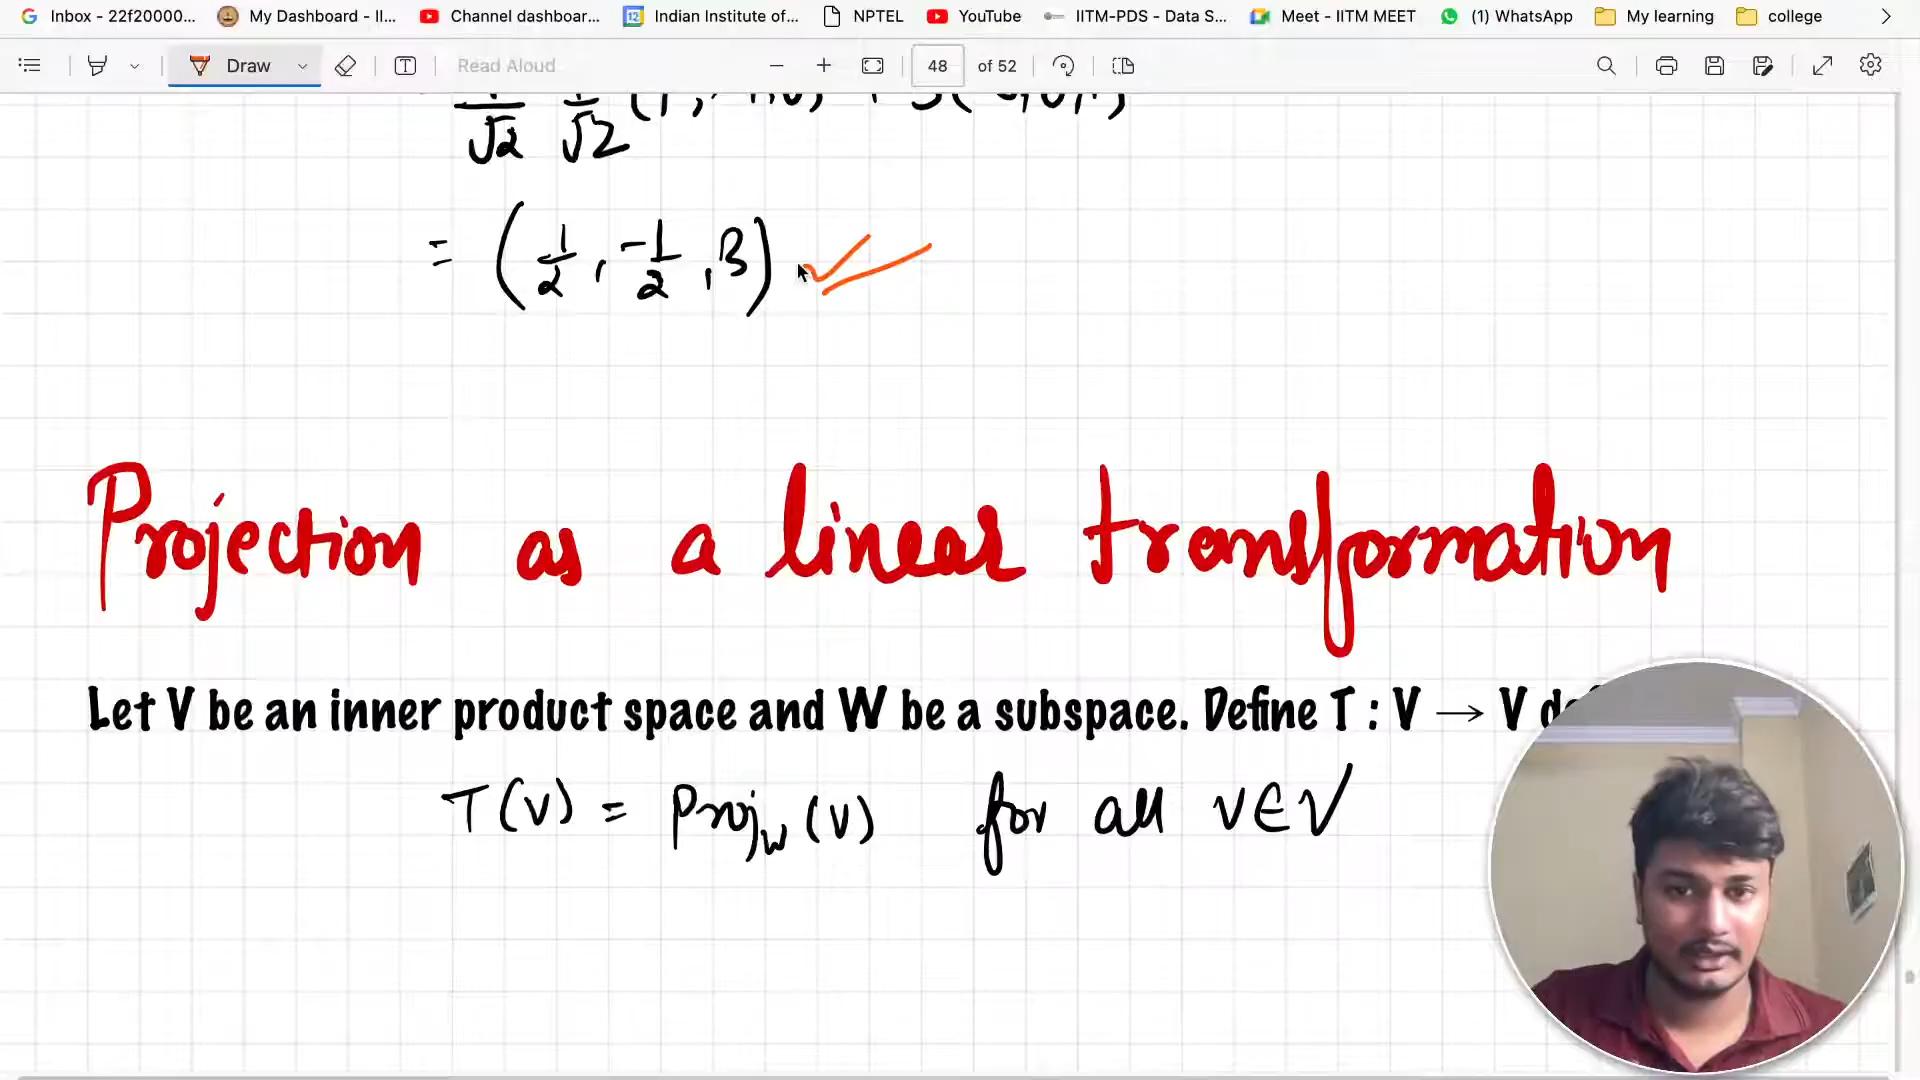 Inbox - 22f20000... My Dashboard - II... Channel dashboar... Indian Institute of... NPTEL YouTube IITM-PDS - Data S... Meet - IITM MEET (1) WhatsApp My learning college
Draw Read Aloud 48 of 52
√2 √2
= (1/2, -1/2, 3)
Projection as a linear transformation
Let V be an inner product space and W be a subspace. Define T : V → V
T(v) = Proj_W (v) for all v ∈ V